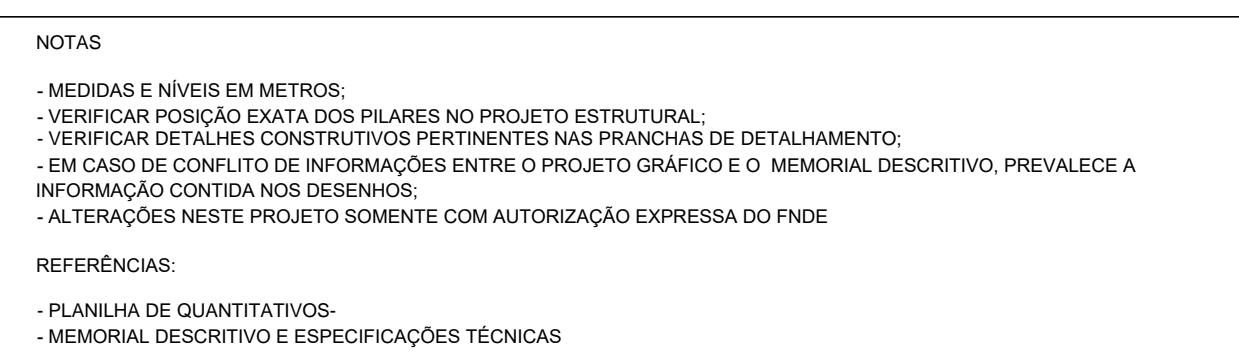 NOTAS
- MEDIDAS E NÍVEIS EM METROS;
- VERIFICAR POSIÇÃO EXATA DOS PILARES NO PROJETO ESTRUTURAL;
- VERIFICAR DETALHES CONSTRUTIVOS PERTINENTES NAS PRANCHAS DE DETALHAMENTO;
- EM CASO DE CONFLITO DE INFORMAÇÕES ENTRE O PROJETO GRÁFICO E O  MEMORIAL DESCRITIVO, PREVALECE A
INFORMAÇÃO CONTIDA NOS DESENHOS;
- ALTERAÇÕES NESTE PROJETO SOMENTE COM AUTORIZAÇÃO EXPRESSA DO FNDE
REFERÊNCIAS:
- PLANILHA DE QUANTITATIVOS-
- MEMORIAL DESCRITIVO E ESPECIFICAÇÕES TÉCNICAS